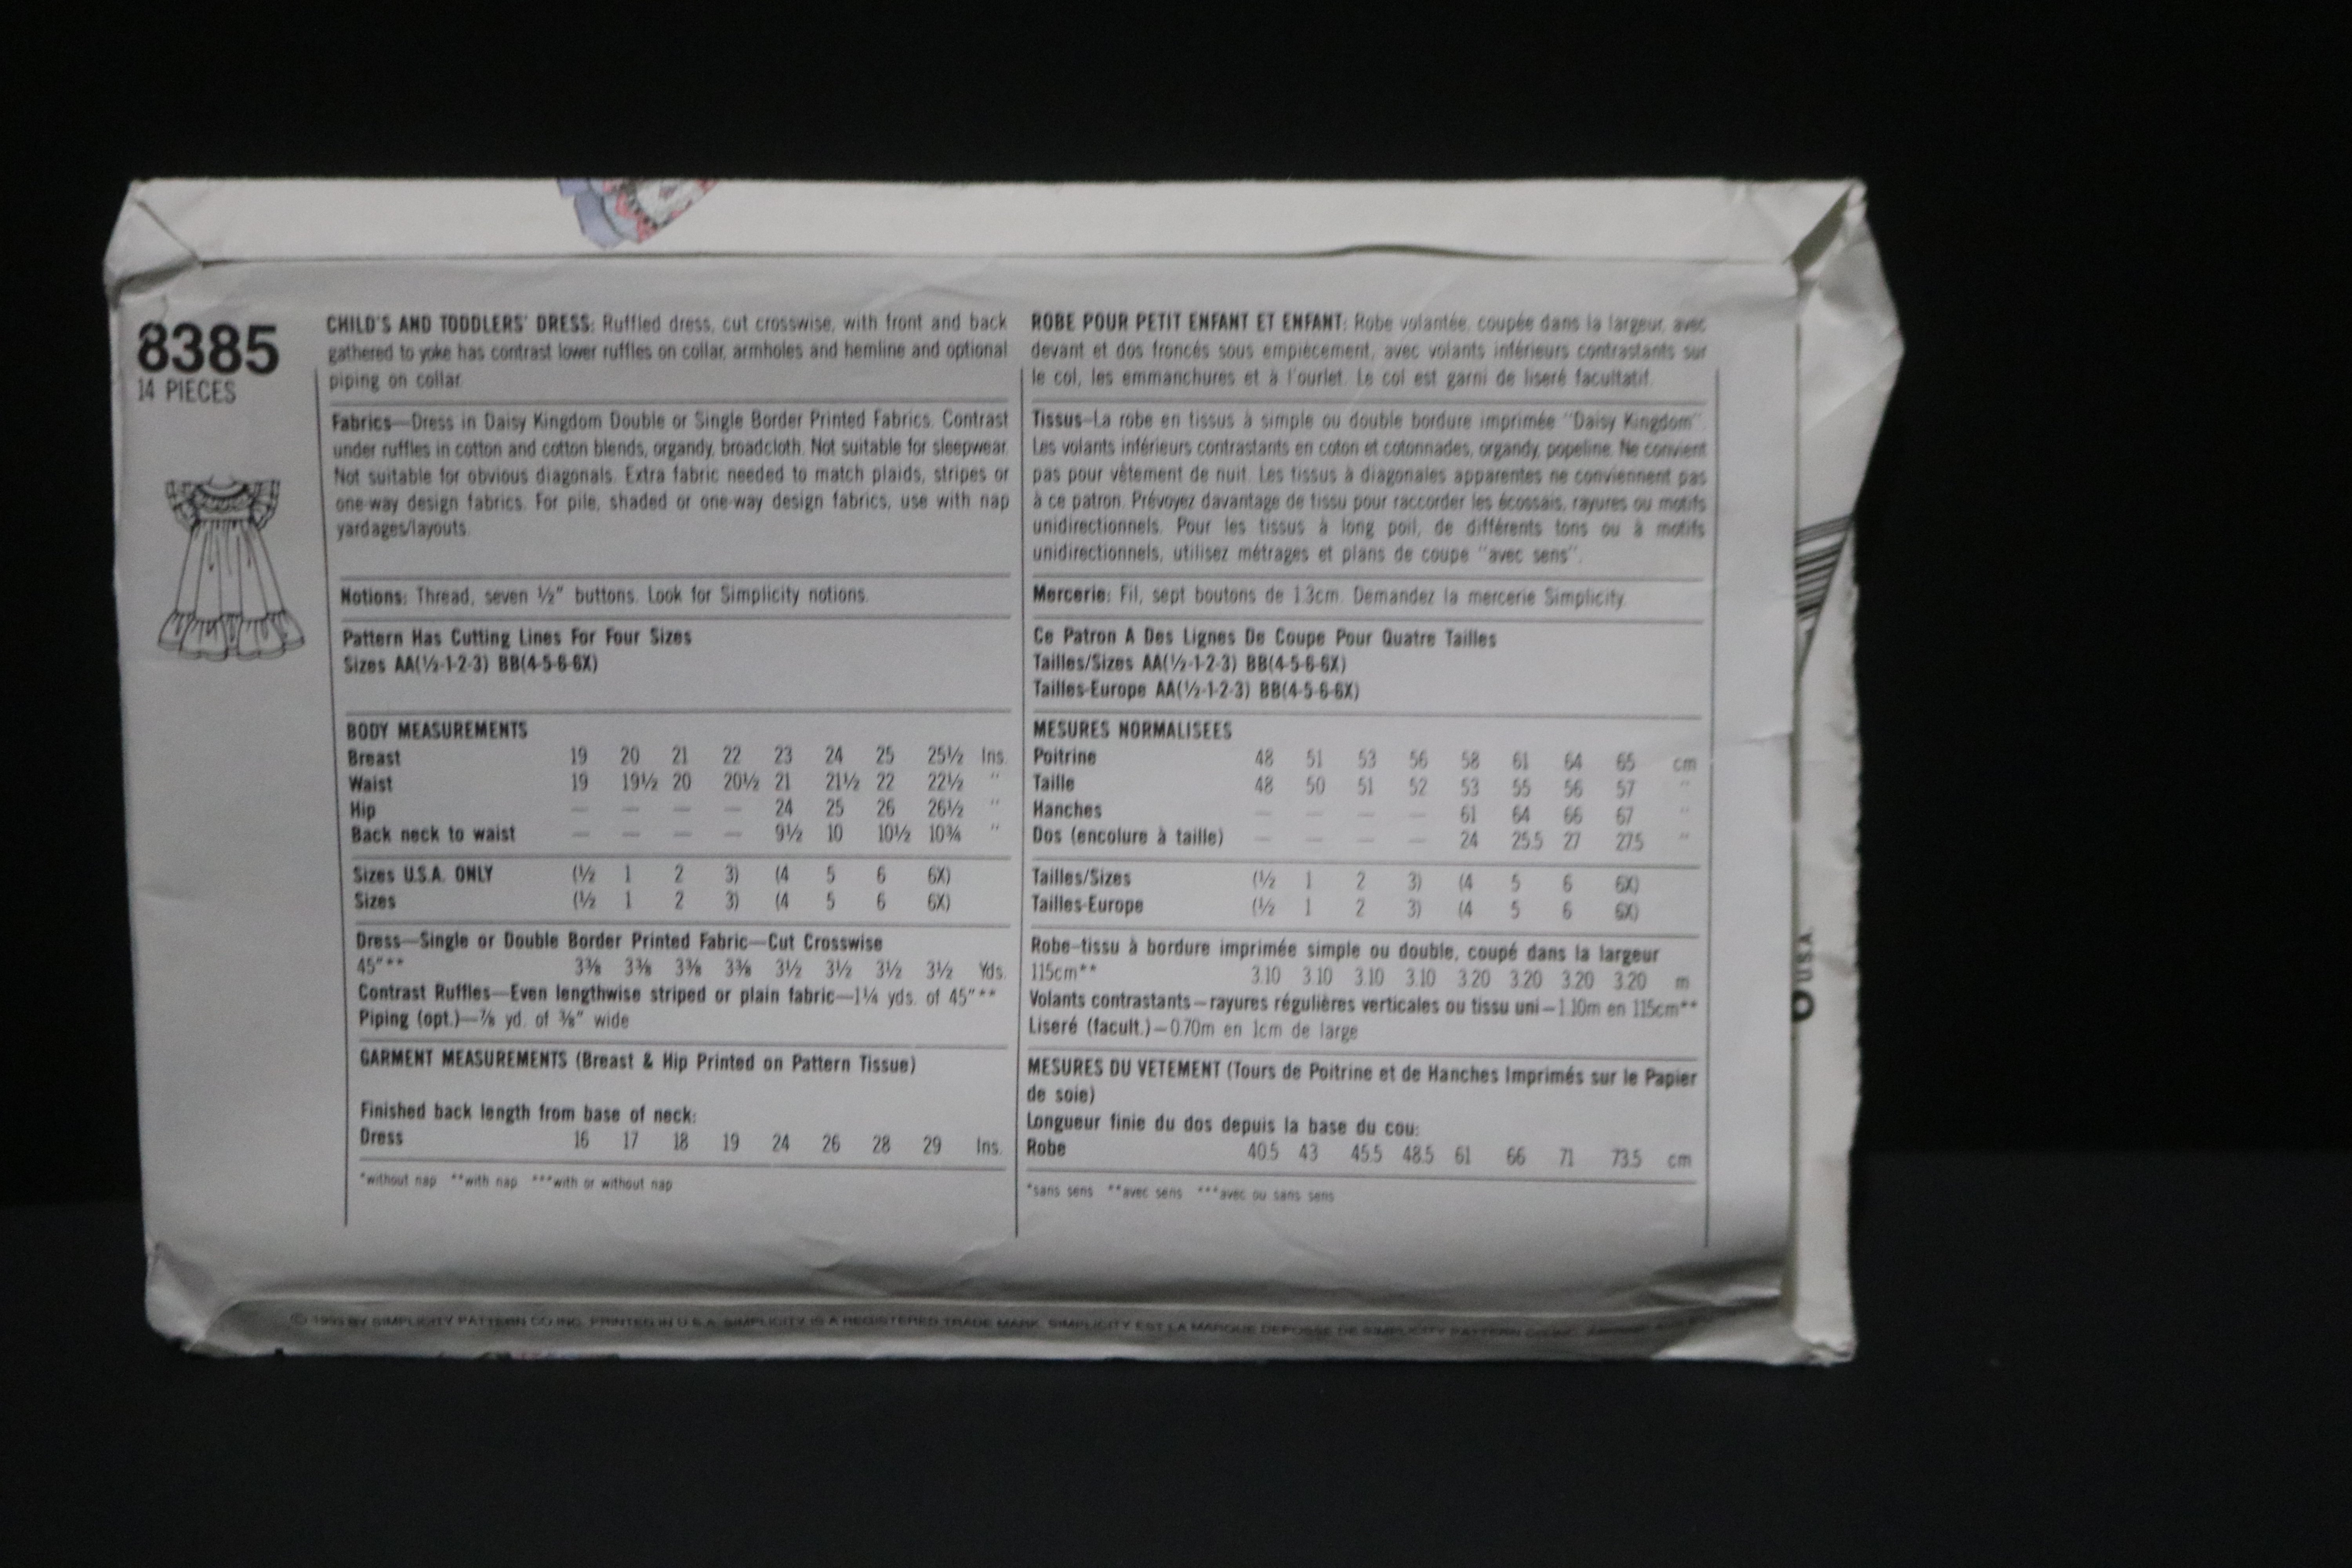 8385
14 PIECES
CHILD'S AND TODDLERS' DRESS: Ruffled dress, cut crosswise, with front and back
gathered to yoke has contrast lower ruffles on collar, armholes and hemline and optional
piping on collar.
Fabrics—Dress in Daisy Kingdom Double or Single Border Printed Fabrics. Contrast
under ruffles in cotton and cotton blends, organdy, broadcloth. Not suitable for sleepwear.
Not suitable for obvious diagonals. Extra fabric needed to match plaids, stripes or
one-way design fabrics. For pile, shaded or one-way design fabrics, use with nap
yardages/layouts.
Notions: Thread, seven ½" buttons. Look for Simplicity notions.
Pattern Has Cutting Lines For Four Sizes
Sizes AA(½-1-2-3) BB(4-5-6-6X)
BODY MEASUREMENTS
Breast 19 20 21 22 23 24 25 25½ Ins.
Waist 19 19½ 20 20½ 21 21½ 22 22½ "
Hip — — — — 24 25 26 26½ "
Back neck to waist — — — — 9½ 10 10½ 10¾ "
Sizes U.S.A. ONLY (½ 1 2 3) (4 5 6 6X)
Sizes (½ 1 2 3) (4 5 6 6X)
Dress—Single or Double Border Printed Fabric—Cut Crosswise
45"** 3⅜ 3⅜ 3⅜ 3⅜ 3½ 3½ 3½ 3½ Yds.
Contrast Ruffles—Even lengthwise striped or plain fabric—1¼ yds. of 45"**
Piping (opt.)—⅞ yd. of ⅜" wide
GARMENT MEASUREMENTS (Breast & Hip Printed on Pattern Tissue)
Finished back length from base of neck:
Dress 16 17 18 19 24 26 28 29 Ins.
*without nap **with nap ***with or without nap
ROBE POUR PETIT ENFANT ET ENFANT: Robe volantée, coupée dans la largeur, avec
devant et dos froncés sous empiècement, avec volants inférieurs contrastants sur
le col, les emmanchures et à l'ourlet. Le col est garni de liseré facultatif.
Tissus—La robe en tissus à simple ou double bordure imprimée "Daisy Kingdom".
Les volants inférieurs contrastants en coton et cotonnades, organdy, popeline. Ne convient
pas pour vêtement de nuit. Les tissus à diagonales apparentes ne conviennent pas
à ce patron. Prévoyez davantage de tissu pour raccorder les écossais, rayures ou motifs
unidirectionnels. Pour les tissus à long poil, de différents tons ou à motifs
unidirectionnels, utilisez métrages et plans de coupe "avec sens".
Mercerie: Fil, sept boutons de 1.3cm. Demandez la mercerie Simplicity.
Ce Patron A Des Lignes De Coupe Pour Quatre Tailles
Tailles/Sizes AA(½-1-2-3) BB(4-5-6-6X)
Tailles-Europe AA(½-1-2-3) BB(4-5-6-6X)
MESURES NORMALISEES
Poitrine 48 51 53 56 58 61 64 65 cm
Taille 48 50 51 52 53 55 56 57 "
Hanches — — — — 61 64 66 67 "
Dos (encolure à taille) — — — — 24 25.5 27 27.5 "
Tailles/Sizes (½ 1 2 3) (4 5 6 6X)
Tailles-Europe (½ 1 2 3) (4 5 6 6X)
Robe—tissu à bordure imprimée simple ou double, coupé dans la largeur
115cm** 3.10 3.10 3.10 3.10 3.20 3.20 3.20 3.20 m
Volants contrastants—rayures régulières verticales ou tissu uni—1.10m en 115cm**
Liseré (facult.)—0.70m en 1cm de large
MESURES DU VETEMENT (Tours de Poitrine et de Hanches Imprimés sur le Papier
de soie)
Longueur finie du dos depuis la base du cou:
Robe 40.5 43 45.5 48.5 61 66 71 73.5 cm
*sans sens **avec sens ***avec ou sans sens
BY SIMPLICITY PATTERN CO. INC. PRINTED IN U.S.A. SIMPLICITY IS A REGISTERED TRADE MARK. SIMPLICITY EST LA MARQUE DEPOSEE DE SIMPLICITY PATTERN CO. INC.
U.S.A.